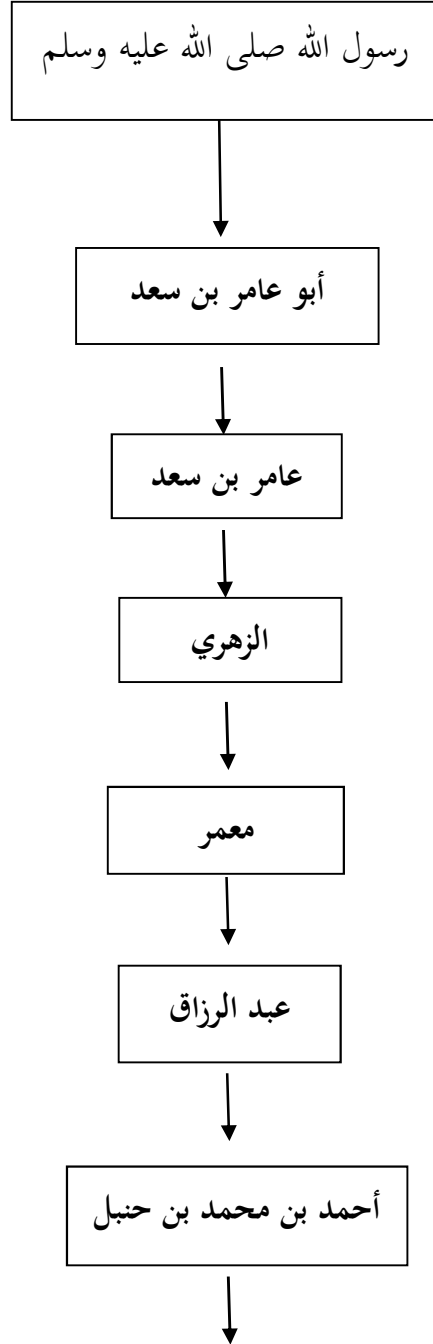 رسول الله صلى الله عليه وسلم
أبو عامر بن سعد
عامر بن سعد
الزهري
معمر
عبد الرزاق
أحمد بن محمد بن حنبل